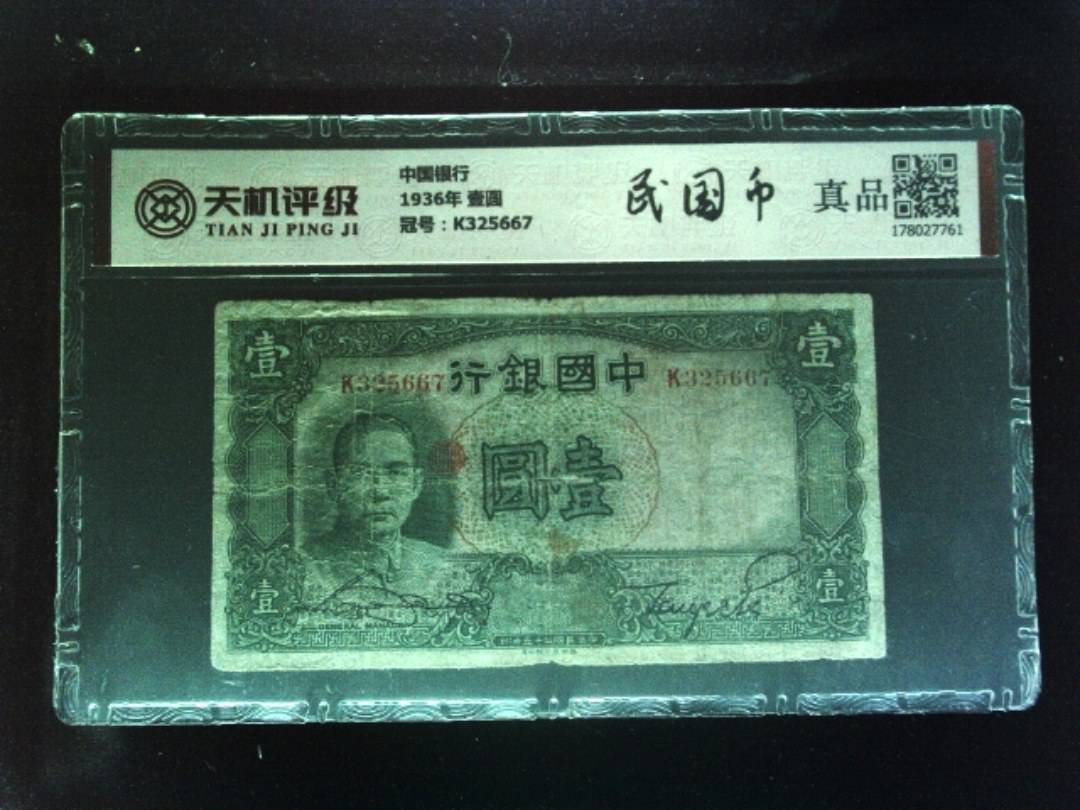 天机评级
TIAN JI PING JI
中国银行
1936年 壹圆
冠号：K325667
民国币
真品
178027761
壹
壹
K325667
行銀國中
K325667
圓壹
壹
壹